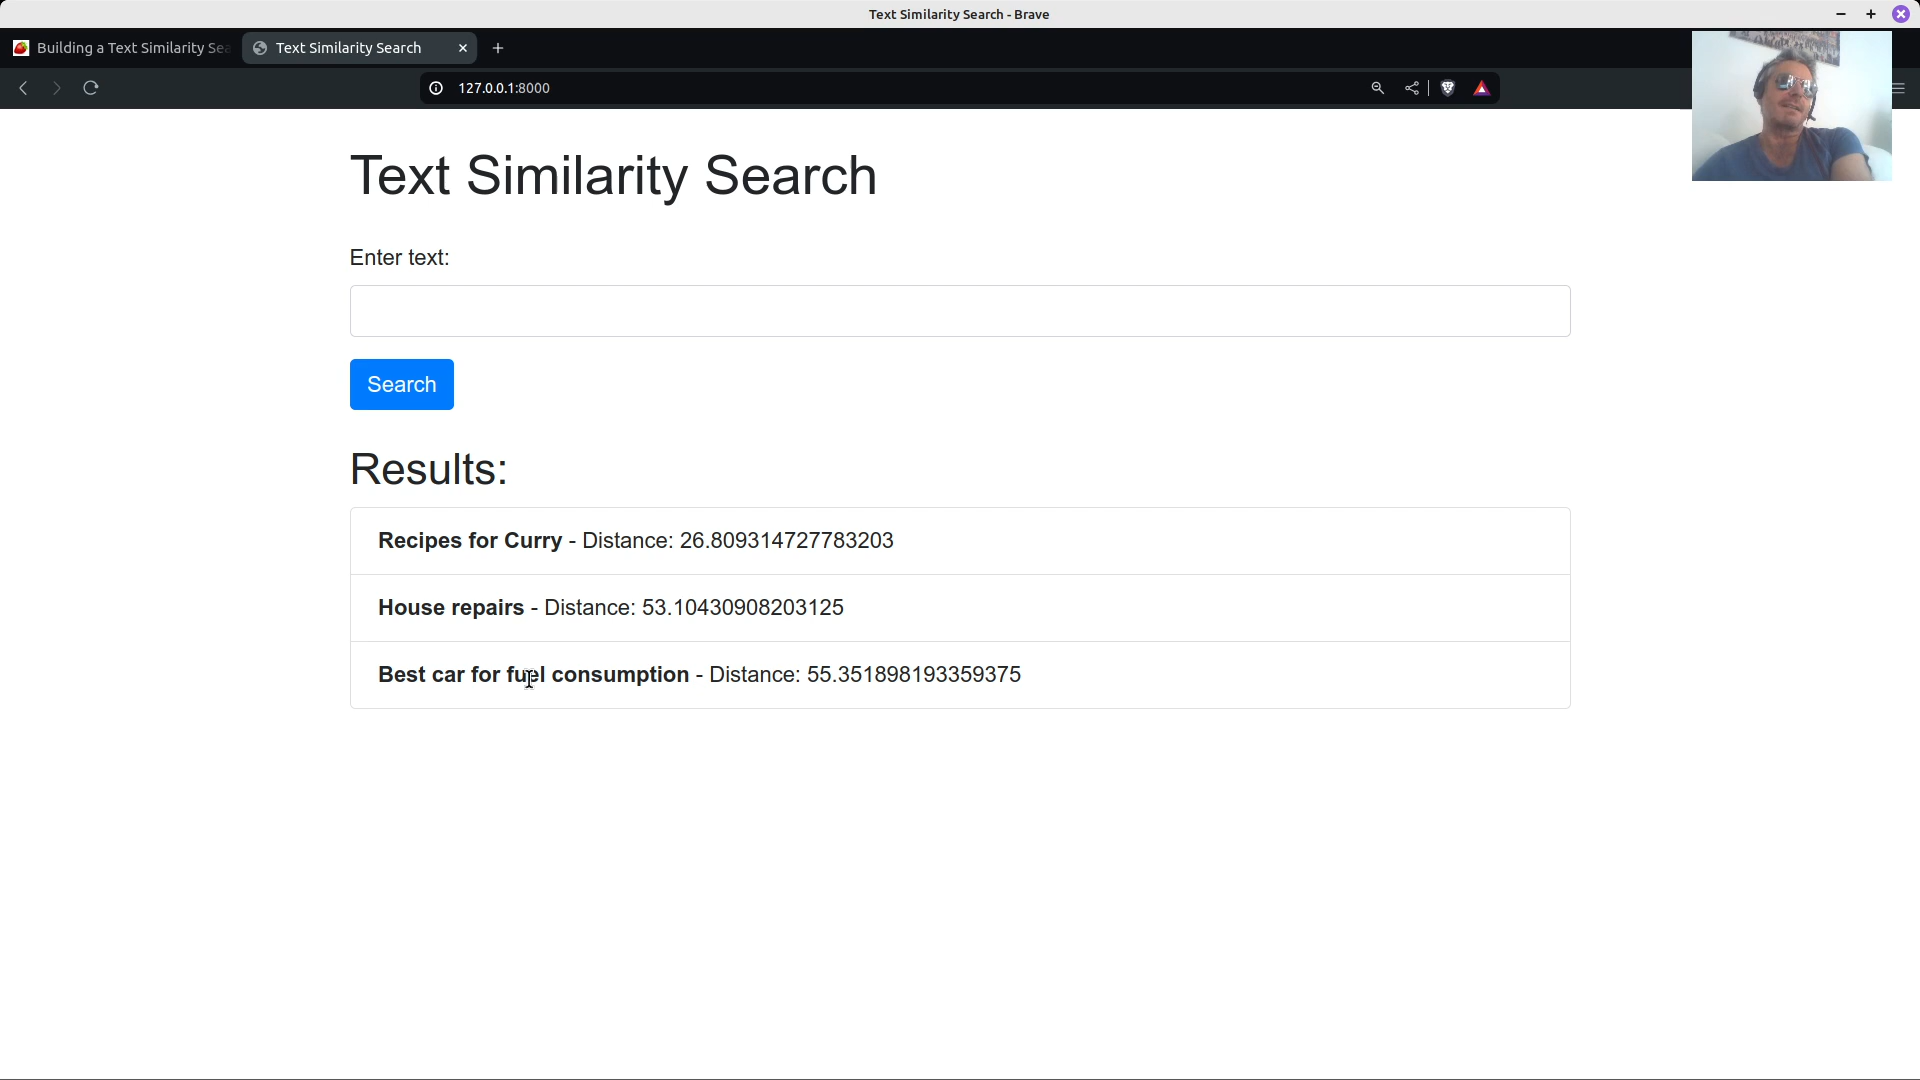 Text Similarity Search - Brave
Building a Text Similarity Sea
Text Similarity Search
127.0.0.1:8000
Text Similarity Search
Enter text:
Search
Results:
Recipes for Curry - Distance: 26.809314727783203
House repairs - Distance: 53.10430908203125
Best car for fuel consumption - Distance: 55.351898193359375